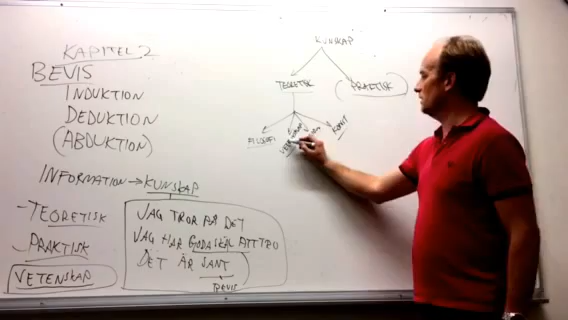 KAPITEL 2
BEVIS
INDUKTION
DEDUKTION
(ABDUKTION)
INFORMATION → KUNSKAP
- TEORETISK
- PRAKTISK
VETENSKAP
JAG TROR PÅ DET
JAG HAR GODA SKÄL ATT TRO
DET ÄR SANT
BEVIS
KUNSKAP
TEORETISK
(PRAKTISK)
FILOSOFI
KONST